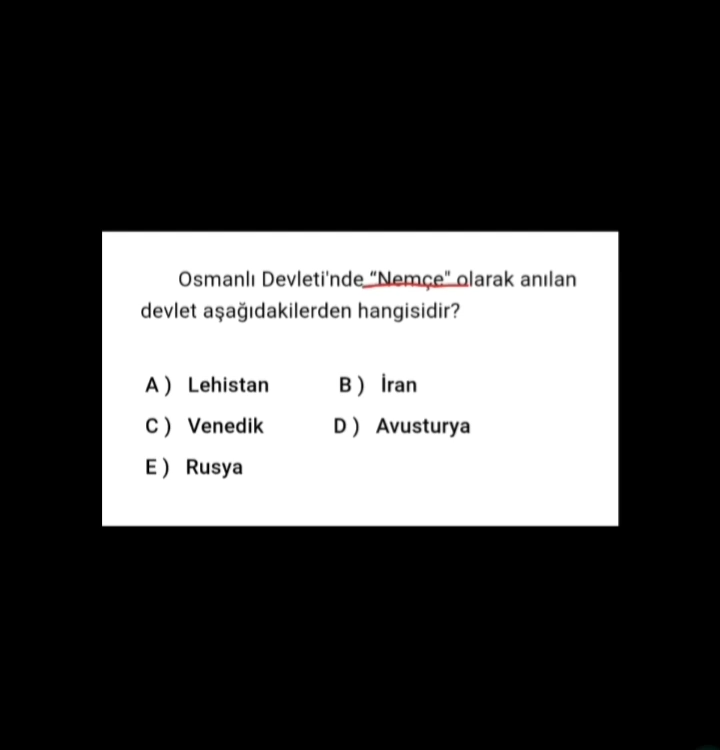 Osmanlı Devleti'nde "Nemçe" olarak anılan
devlet aşağıdakilerden hangisidir?
A) Lehistan B) İran
C) Venedik D) Avusturya
E) Rusya